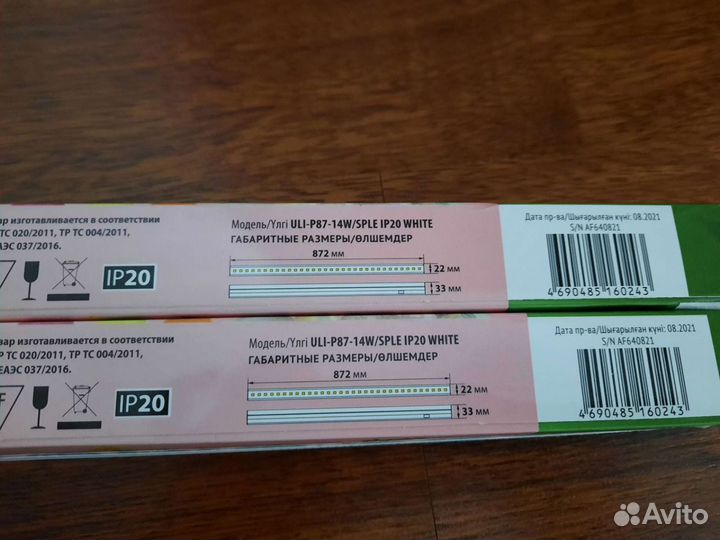 вар изготавливается в соответствии
ТС 020/2011, ТР ТС 004/2011,
ЕАЭС 037/2016.
IP20
Модель/Үлгі ULI-P87-14W/SPLE IP20 WHITE
ГАБАРИТНЫЕ РАЗМЕРЫ/ӨЛШЕМДЕР
872 мм
22 мм
33 мм
Дата пр-ва/Шығарылған күні: 08.2021
S/N AF640821
4 690485 160243
вар изготавливается в соответствии
ТР ТС 020/2011, ТР ТС 004/2011,
ЕАЭС 037/2016.
F
IP20
Модель/Үлгі ULI-P87-14W/SPLE IP20 WHITE
ГАБАРИТНЫЕ РАЗМЕРЫ/ӨЛШЕМДЕР
872 мм
22 мм
33 мм
Дата пр-ва/Шығарылған күні: 08.2021
S/N AF640821
4 690485 160243
Avito